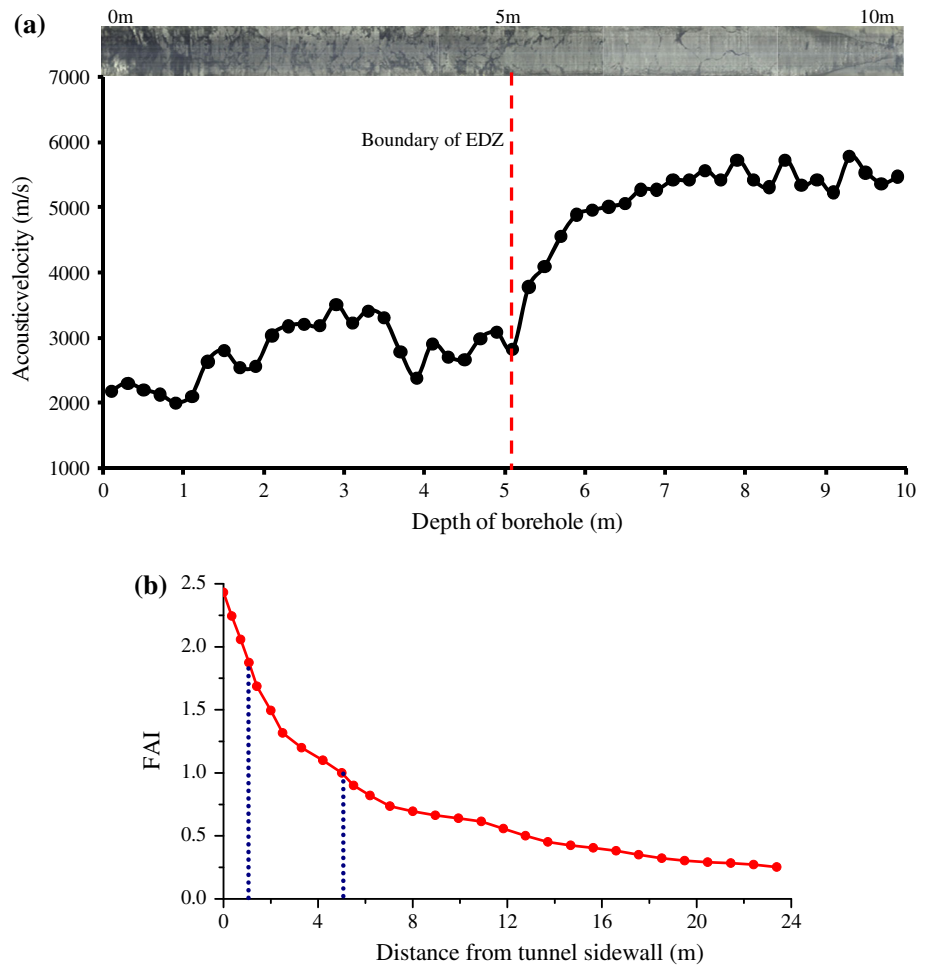 (a)
0m 5m 10m
7000
6000
5000
4000
3000
2000
1000
Acousticvelocity (m/s)
Boundary of EDZ
0 1 2 3 4 5 6 7 8 9 10
Depth of borehole (m)
(b)
2.5
2.0
1.5
1.0
0.5
0.0
FAI
0 4 8 12 16 20 24
Distance from tunnel sidewall (m)